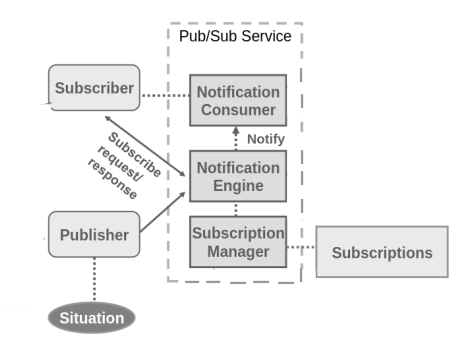 Pub/Sub Service
Subscriber
Notification
Consumer
Notify
Subscribe
request/
response
Notification
Engine
Publisher
Subscription
Manager
Subscriptions
Situation